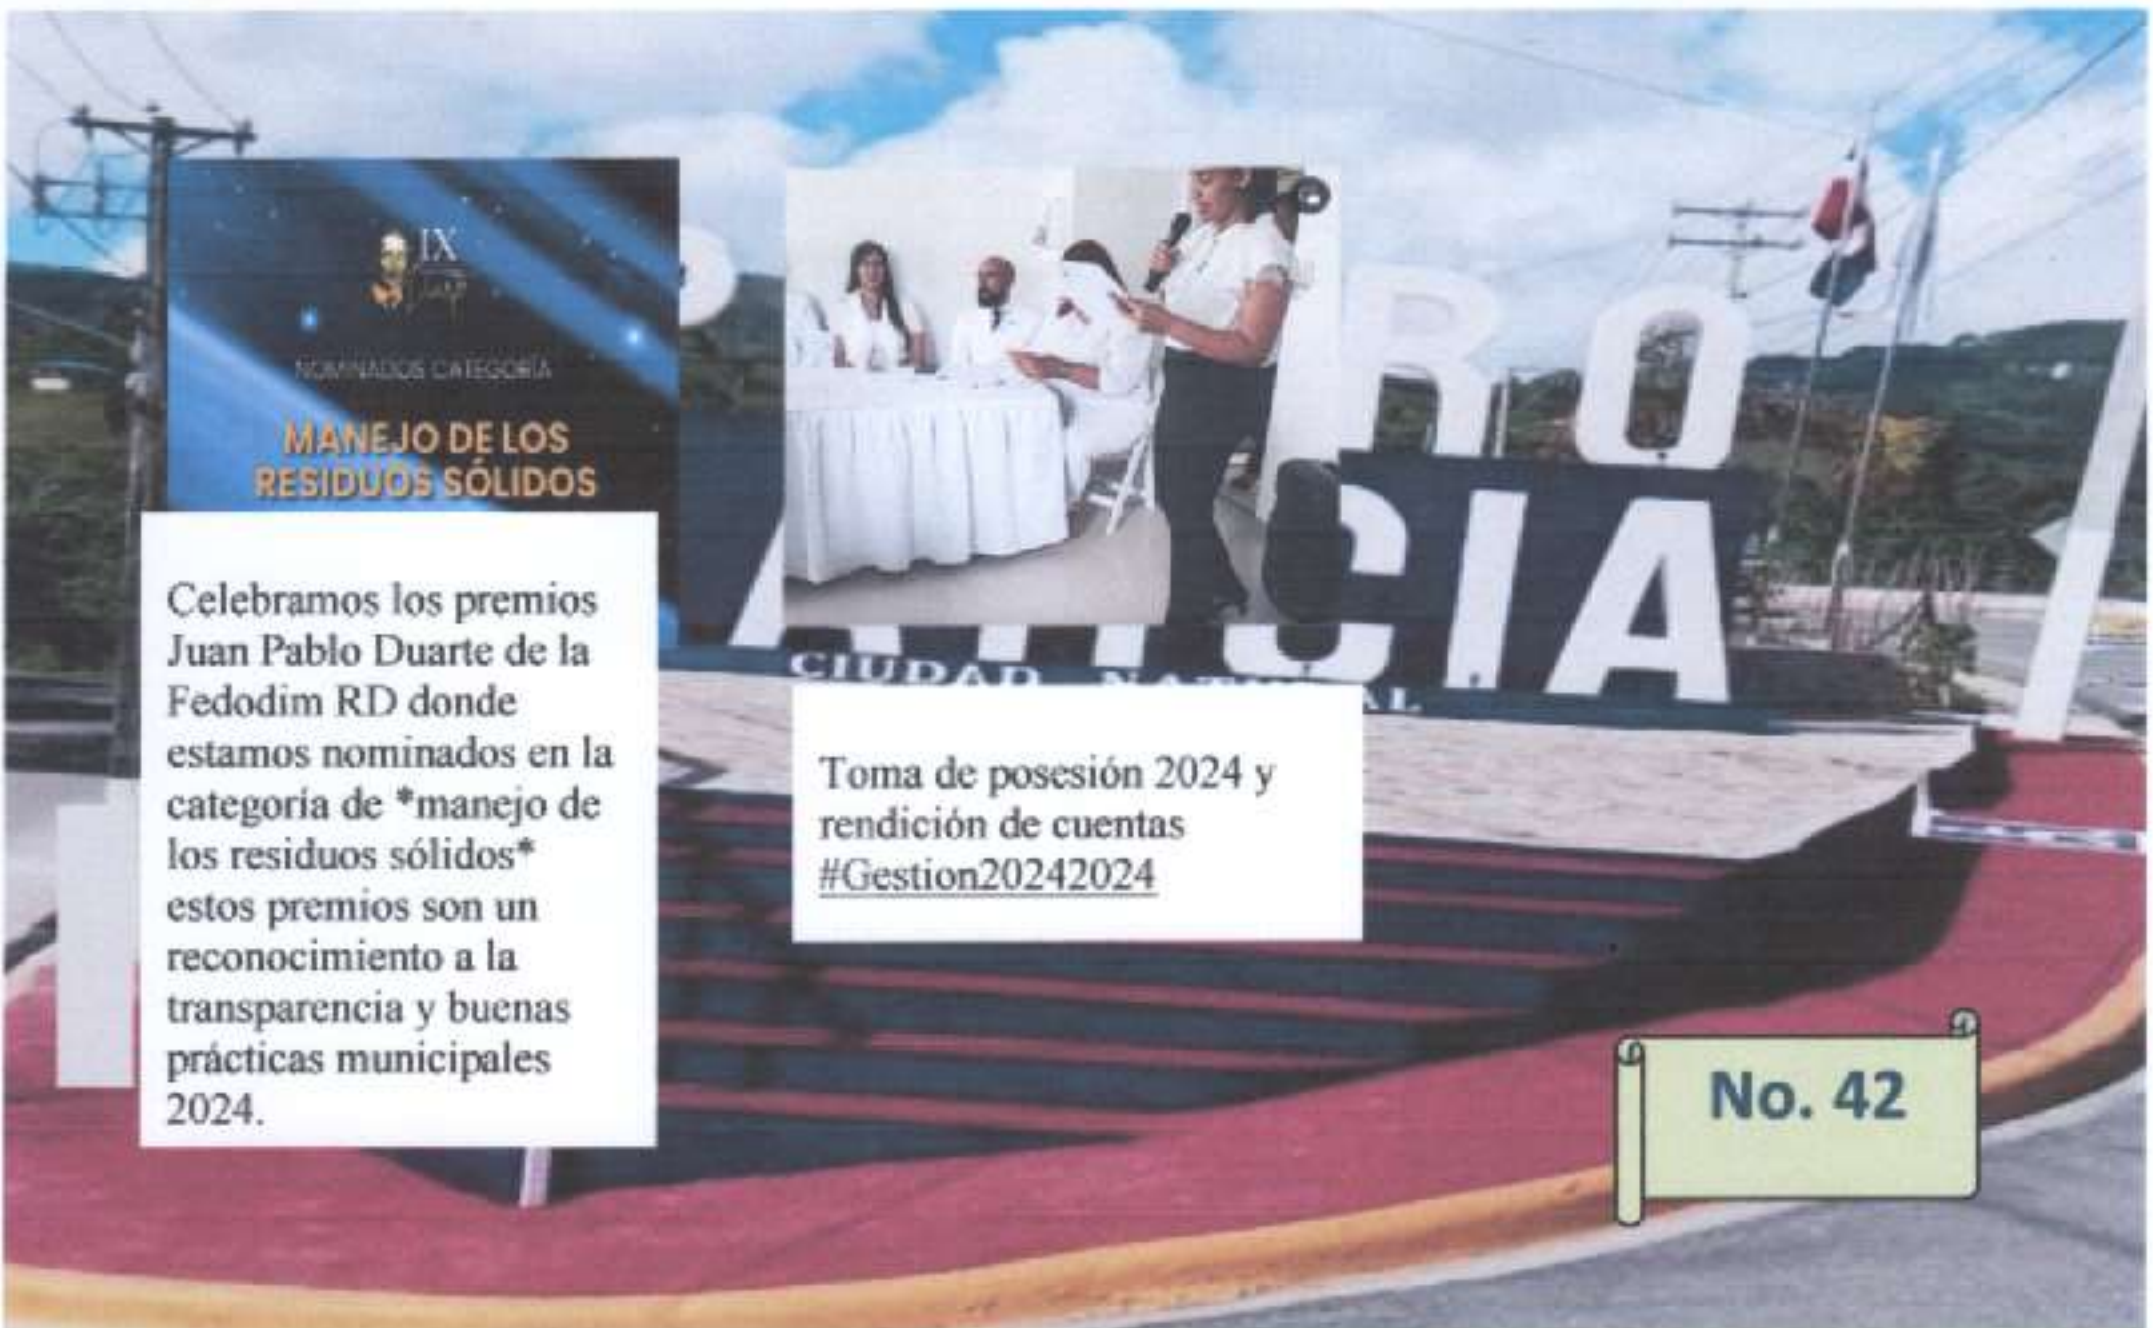 IX
NOMINADOS CATEGORÍA
MANEJO DE LOS
RESIDUOS SÓLIDOS
Celebramos los premios
Juan Pablo Duarte de la
Fedodim RD donde
estamos nominados en la
categoría de *manejo de
los residuos sólidos*
estos premios son un
reconocimiento a la
transparencia y buenas
prácticas municipales
2024.
RO
CIA
CIUDAD
Toma de posesión 2024 y
rendición de cuentas
#Gestion20242024
No. 42